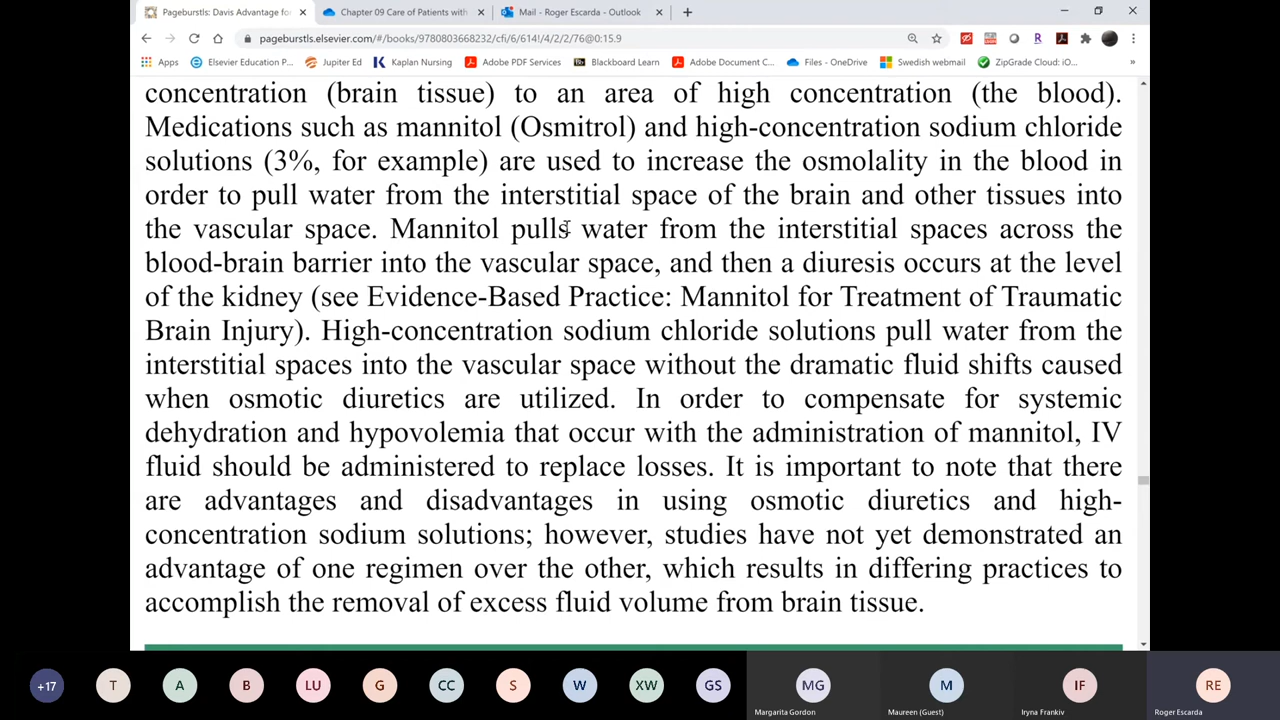 Pageburstls: Davis Advantage for
Chapter 09 Care of Patients with
Mail - Roger Escarda - Outlook
pageburstls.elsevier.com/#/books/9780803668232/cfi/6/614!/4/2/2/76@0:15.9
Apps
Elsevier Education P...
Jupiter Ed
Kaplan Nursing
Adobe PDF Services
Blackboard Learn
Adobe Document C...
Files - OneDrive
Swedish webmail
ZipGrade Cloud: iO...
concentration (brain tissue) to an area of high concentration (the blood).
Medications such as mannitol (Osmitrol) and high-concentration sodium chloride
solutions (3%, for example) are used to increase the osmolality in the blood in
order to pull water from the interstitial space of the brain and other tissues into
the vascular space. Mannitol pulls water from the interstitial spaces across the
blood-brain barrier into the vascular space, and then a diuresis occurs at the level
of the kidney (see Evidence-Based Practice: Mannitol for Treatment of Traumatic
Brain Injury). High-concentration sodium chloride solutions pull water from the
interstitial spaces into the vascular space without the dramatic fluid shifts caused
when osmotic diuretics are utilized. In order to compensate for systemic
dehydration and hypovolemia that occur with the administration of mannitol, IV
fluid should be administered to replace losses. It is important to note that there
are advantages and disadvantages in using osmotic diuretics and high-
concentration sodium solutions; however, studies have not yet demonstrated an
advantage of one regimen over the other, which results in differing practices to
accomplish the removal of excess fluid volume from brain tissue.
+17
T
A
B
LU
G
CC
S
W
XW
GS
MG
M
IF
RE
Margarita Gordon
Maureen (Guest)
Iryna Frankiv
Roger Escarda